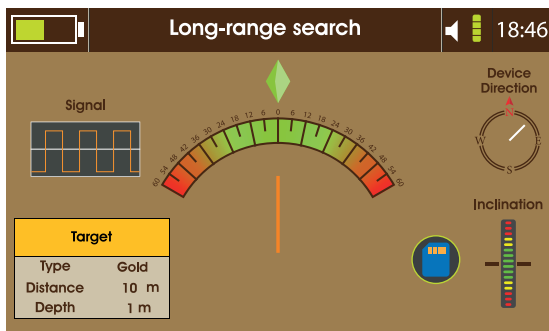 Long-range search
18:46
Signal
60 54 48 42 36 30 24 18 12 6 0 6 12 18 24 30 36 42 48 54 60
Device
Direction
N
W E
S
Target
Type Gold
Distance 10 m
Depth 1 m
Inclination